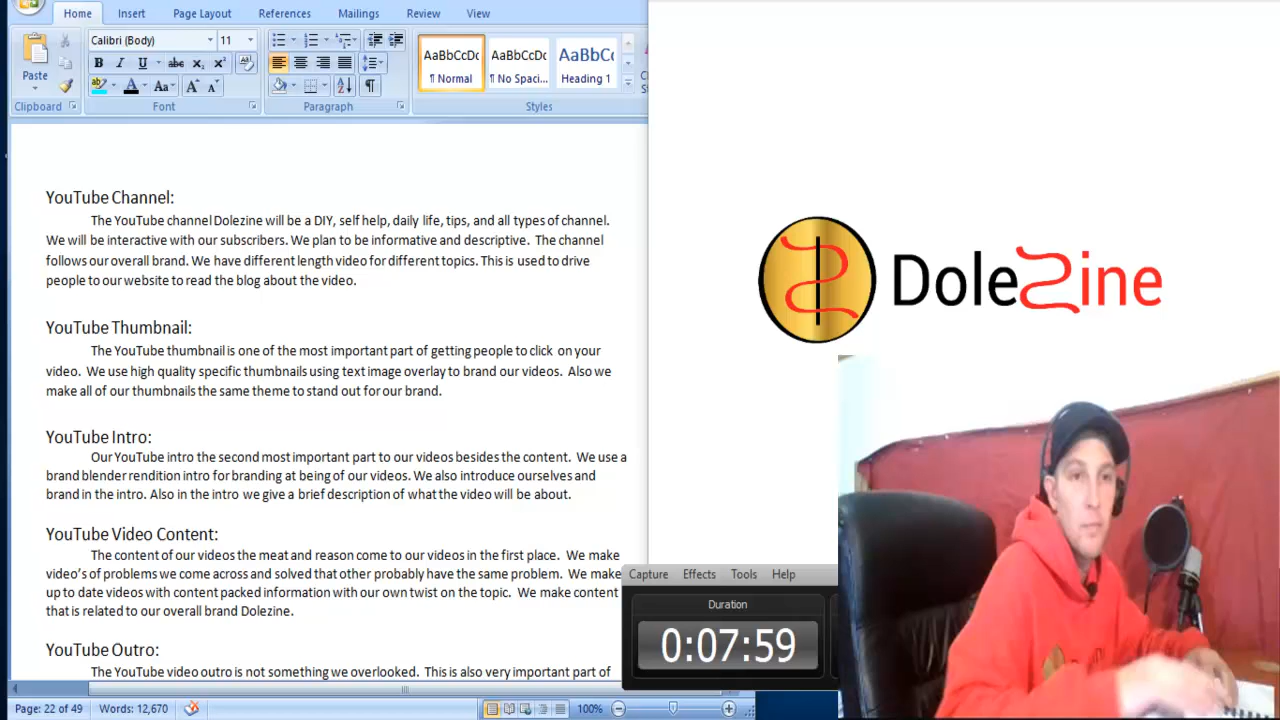 Home Insert Page Layout References Mailings Review View
Calibri (Body) 11
AaBbCcDc AaBbCcDc AaBbCc
Paste
¶ Normal ¶ No Spaci... Heading 1
Clipboard Font Paragraph Styles
YouTube Channel:
The YouTube channel Dolezine will be a DIY, self help, daily life, tips, and all types of channel.
We will be interactive with our subscribers. We plan to be informative and descriptive. The channel
follows our overall brand. We have different length video for different topics. This is used to drive
people to our website to read the blog about the video.
YouTube Thumbnail:
The YouTube thumbnail is one of the most important part of getting people to click on your
video. We use high quality specific thumbnails using text image overlay to brand our videos. Also we
make all of our thumbnails the same theme to stand out for our brand.
YouTube Intro:
Our YouTube intro the second most important part to our videos besides the content. We use a
brand blender rendition intro for branding at being of our videos. We also introduce ourselves and
brand in the intro. Also in the intro we give a brief description of what the video will be about.
YouTube Video Content:
The content of our videos the meat and reason come to our videos in the first place. We make
video's of problems we come across and solved that other probably have the same problem. We make
up to date videos with content packed information with our own twist on the topic. We make content
that is related to our overall brand Dolezine.
YouTube Outro:
The YouTube video outro is not something we overlooked. This is also very important part of
Page: 22 of 49 Words: 12,670 100%
DoleZine
Capture Effects Tools Help
Duration
0:07:59